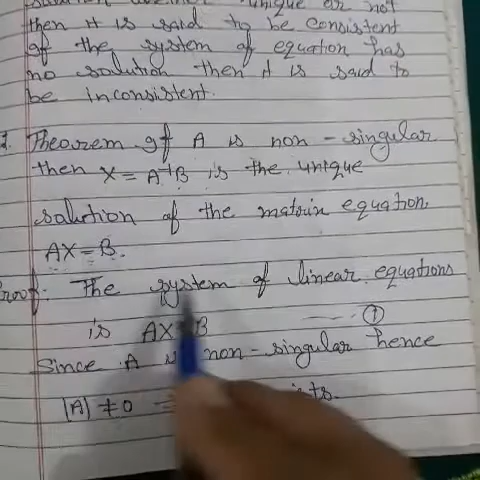 unique or not
then it is said to be consistent
If the system of equation has
no solution then it is said to
be inconsistent.
2. Theorem If A is non-singular
then X = A⁻¹B is the unique
solution of the matrix equation
AX = B.
Proof: The system of linear equations
is AX = B ①
Since A is non-singular hence
|A| ≠ 0